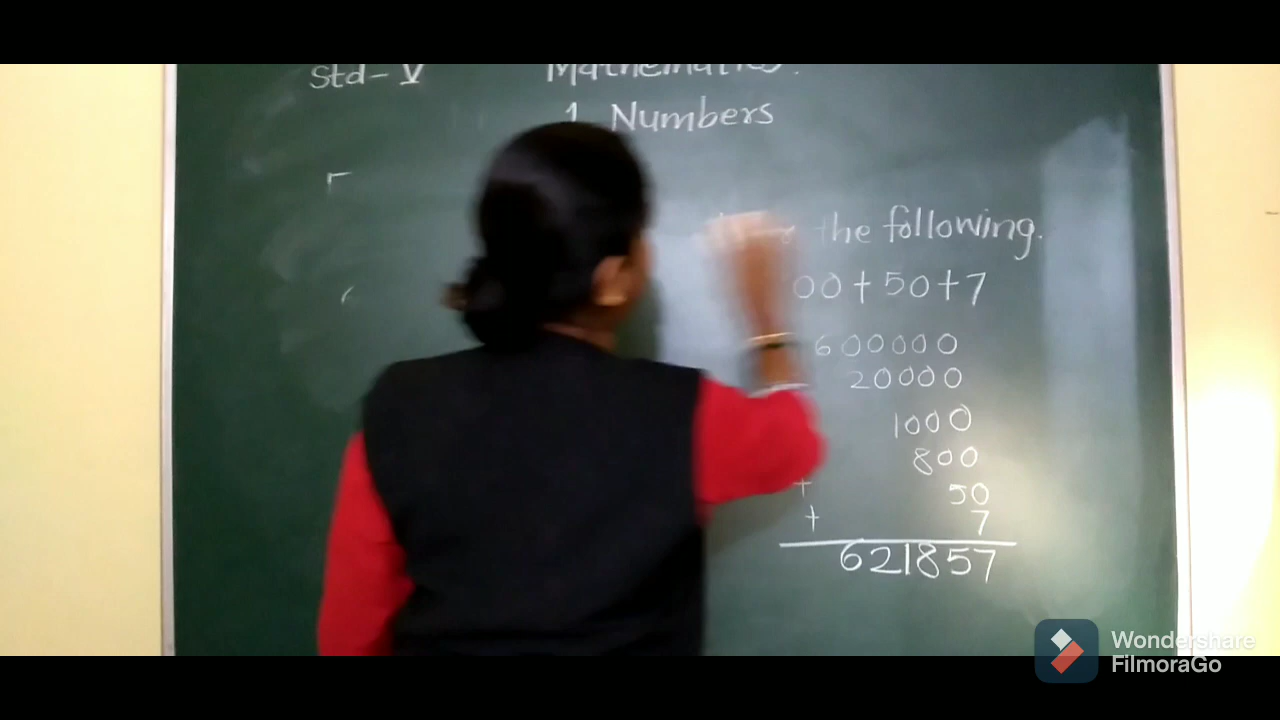 Std - V Mathematics.
1 Numbers
the following.
00+50+7
600000
20000
1000
800
+ 50
+ 7
621857
Wondershare
FilmoraGo